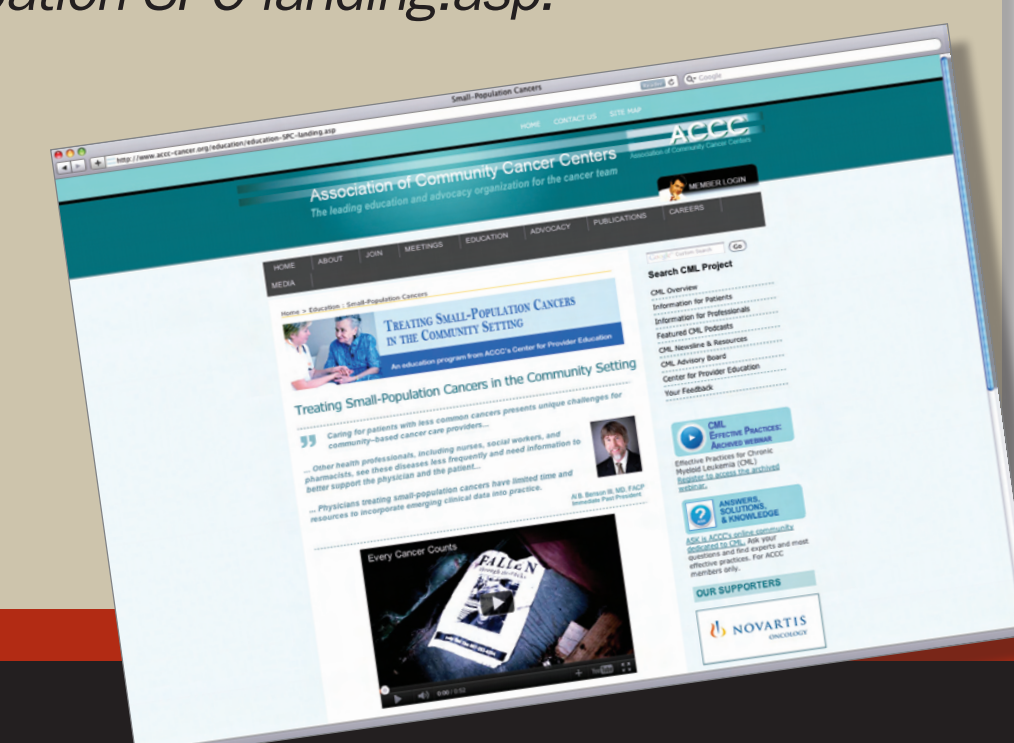 ation-SPC-landing.asp.
Small-Population Cancers
http://www.accc-cancer.org/education/education-SPC-landing.asp
Google
HOME CONTACT US SITE MAP
ACCC
Association of Community Cancer Centers
Association of Community Cancer Centers
The leading education and advocacy organization for the cancer team
MEMBER LOGIN
HOME ABOUT JOIN MEETINGS EDUCATION ADVOCACY PUBLICATIONS CAREERS
MEDIA
Home > Education > Small-Population Cancers
TREATING SMALL-POPULATION CANCERS
IN THE COMMUNITY SETTING
An education program from ACCC's Center for Provider Education
Treating Small-Population Cancers in the Community Setting
Caring for patients with less common cancers presents unique challenges for
community-based cancer care providers...
... Other health professionals, including nurses, social workers, and
pharmacists, see these diseases less frequently and need information to
better support the physician and the patient...
... Physicians treating small-population cancers have limited time and
resources to incorporate emerging clinical data into practice.
Al B. Benson III, MD, FACP
Immediate Past President
Every Cancer Counts
FALLEN
0:00 / 0:02
YouTube
Google Custom Search Go
Search CML Project
CML Overview
Information for Patients
Information for Professionals
Featured CML Podcasts
CML Newsline & Resources
CML Advisory Board
Center for Provider Education
Your Feedback
CML
EFFECTIVE PRACTICES:
ARCHIVED WEBINAR
Effective Practices for Chronic
Myeloid Leukemia (CML)
Register to access the archived
webinar.
ANSWERS,
SOLUTIONS,
& KNOWLEDGE
ASK is ACCC's online community
dedicated to CML. Ask your
questions and find experts and most
effective practices. For ACCC
members only.
OUR SUPPORTERS
NOVARTIS
ONCOLOGY